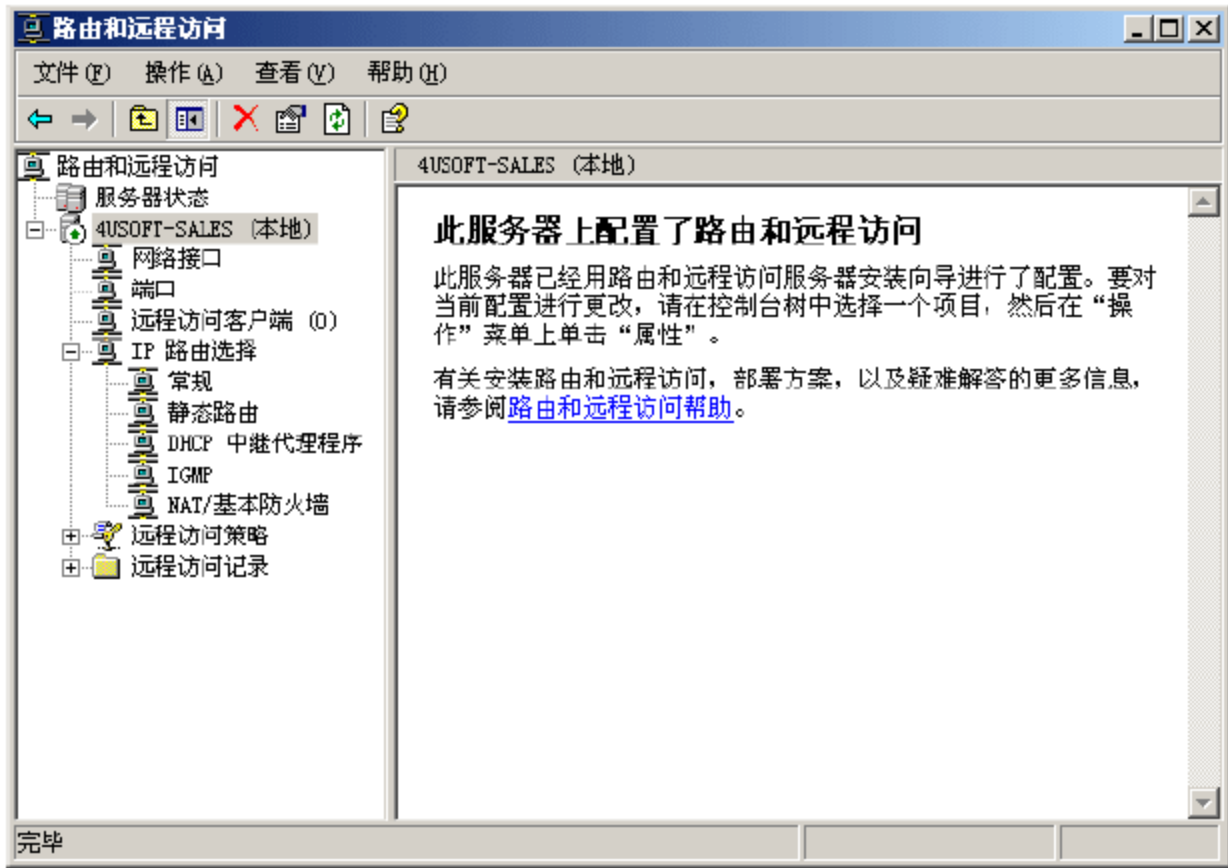 路由和远程访问
文件(F) 操作(A) 查看(V) 帮助(H)
路由和远程访问
服务器状态
4USOFT-SALES (本地)
网络接口
端口
远程访问客户端 (0)
IP 路由选择
常规
静态路由
DHCP 中继代理程序
IGMP
NAT/基本防火墙
远程访问策略
远程访问记录
4USOFT-SALES (本地)
此服务器上配置了路由和远程访问
此服务器已经用路由和远程访问服务器安装向导进行了配置。要对
当前配置进行更改，请在控制台树中选择一个项目，然后在“操
作”菜单上单击“属性”。
有关安装路由和远程访问，部署方案，以及疑难解答的更多信息，
请参阅路由和远程访问帮助。
完毕